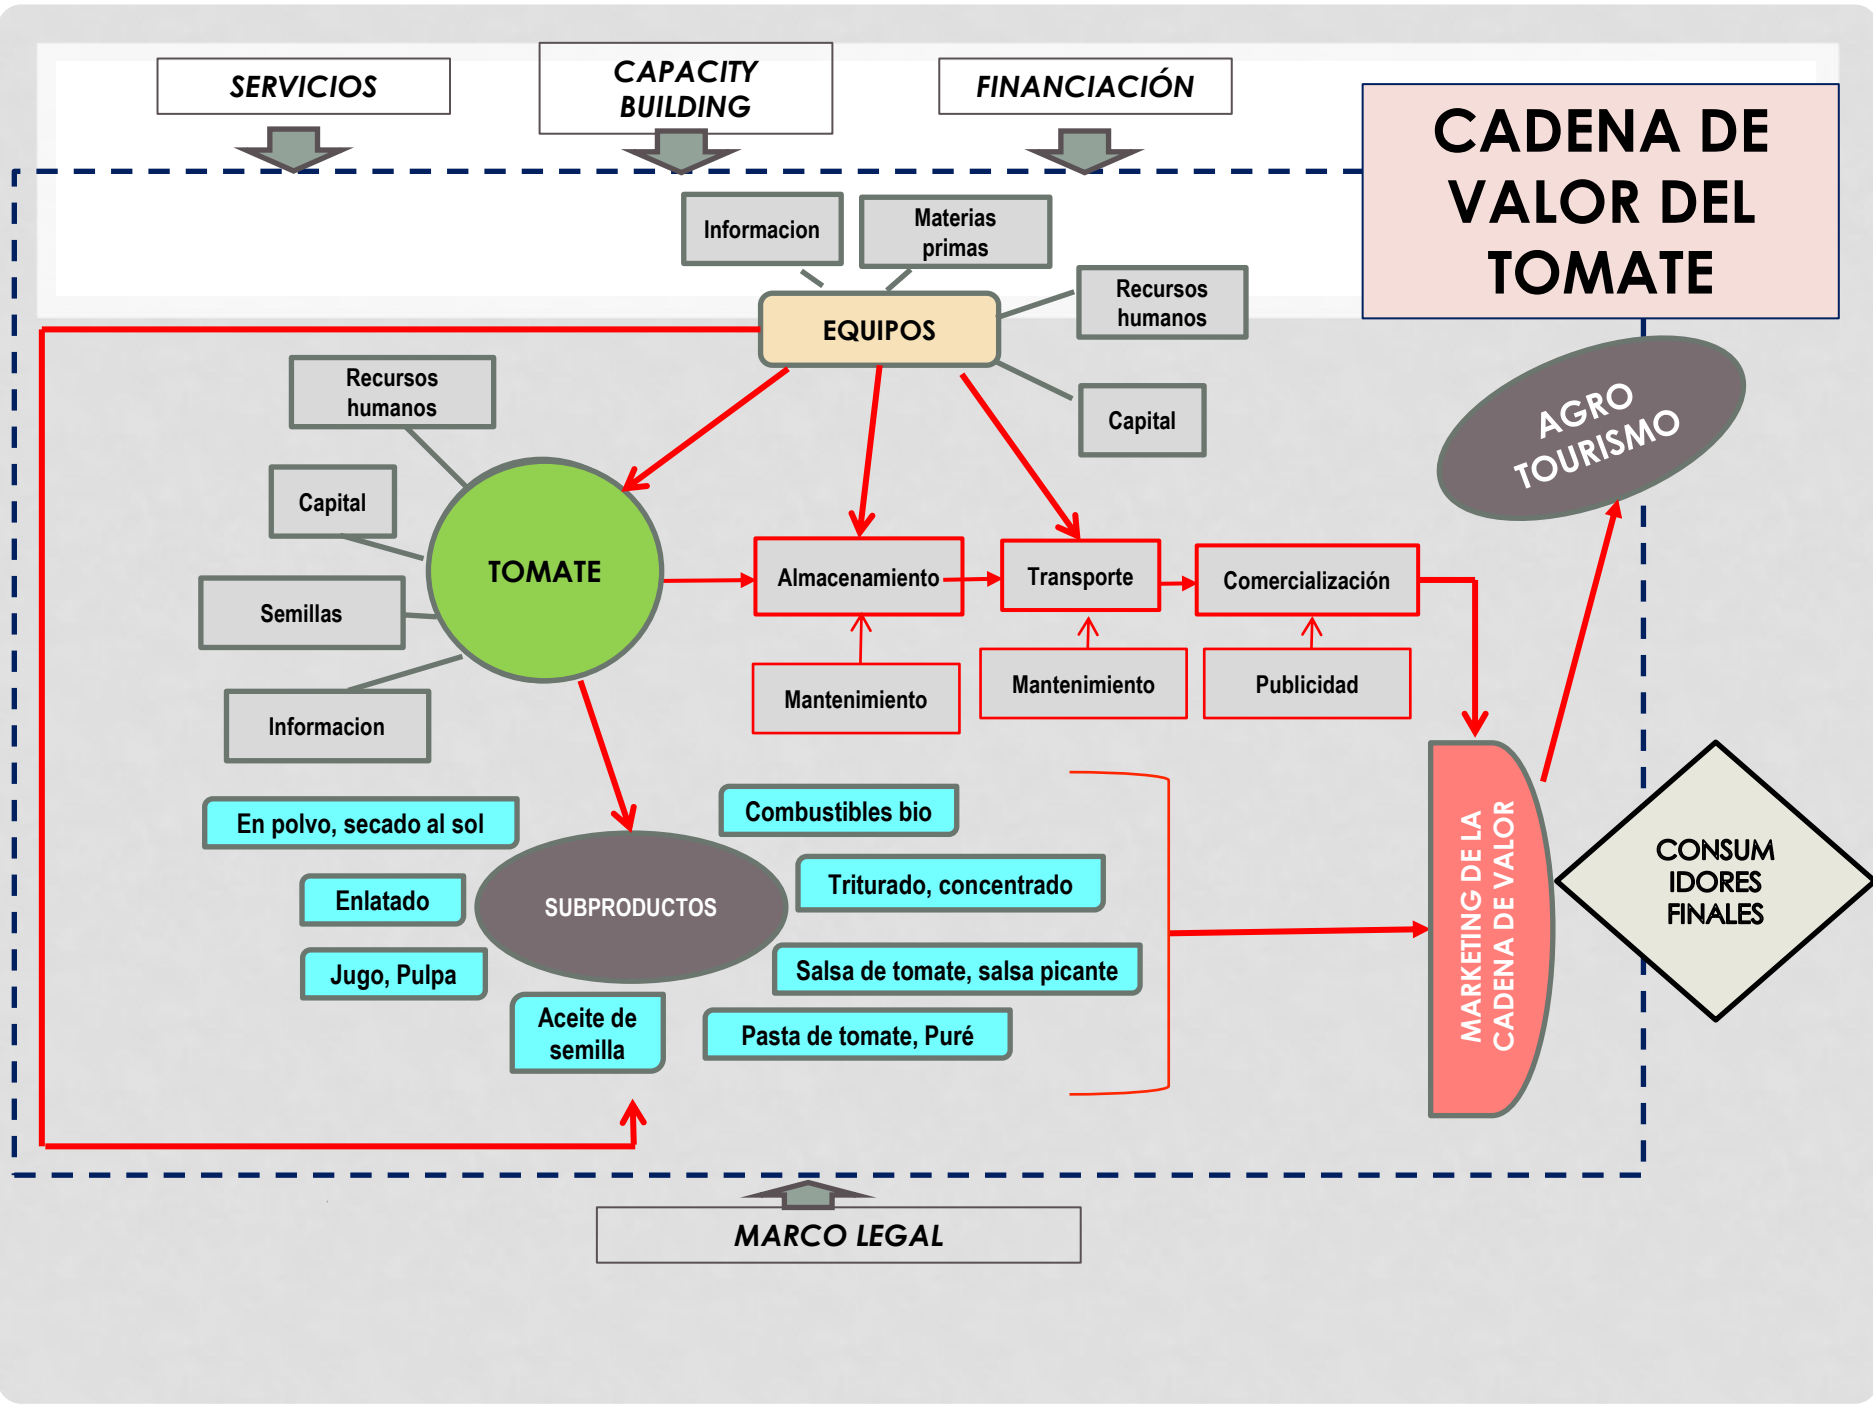 SERVICIOS
CAPACITY
BUILDING
FINANCIACIÓN
CADENA DE
VALOR DEL
TOMATE
Informacion
Materias
primas
Recursos
humanos
EQUIPOS
Capital
Recursos
humanos
Capital
Semillas
Informacion
TOMATE
Almacenamiento
Transporte
Comercialización
Mantenimiento
Mantenimiento
Publicidad
AGRO
TOURISMO
En polvo, secado al sol
Combustibles bio
Enlatado
SUBPRODUCTOS
Triturado, concentrado
Jugo, Pulpa
Salsa de tomate, salsa picante
Aceite de
semilla
Pasta de tomate, Puré
MARKETING DE LA
CADENA DE VALOR
CONSUM
IDORES
FINALES
MARCO LEGAL